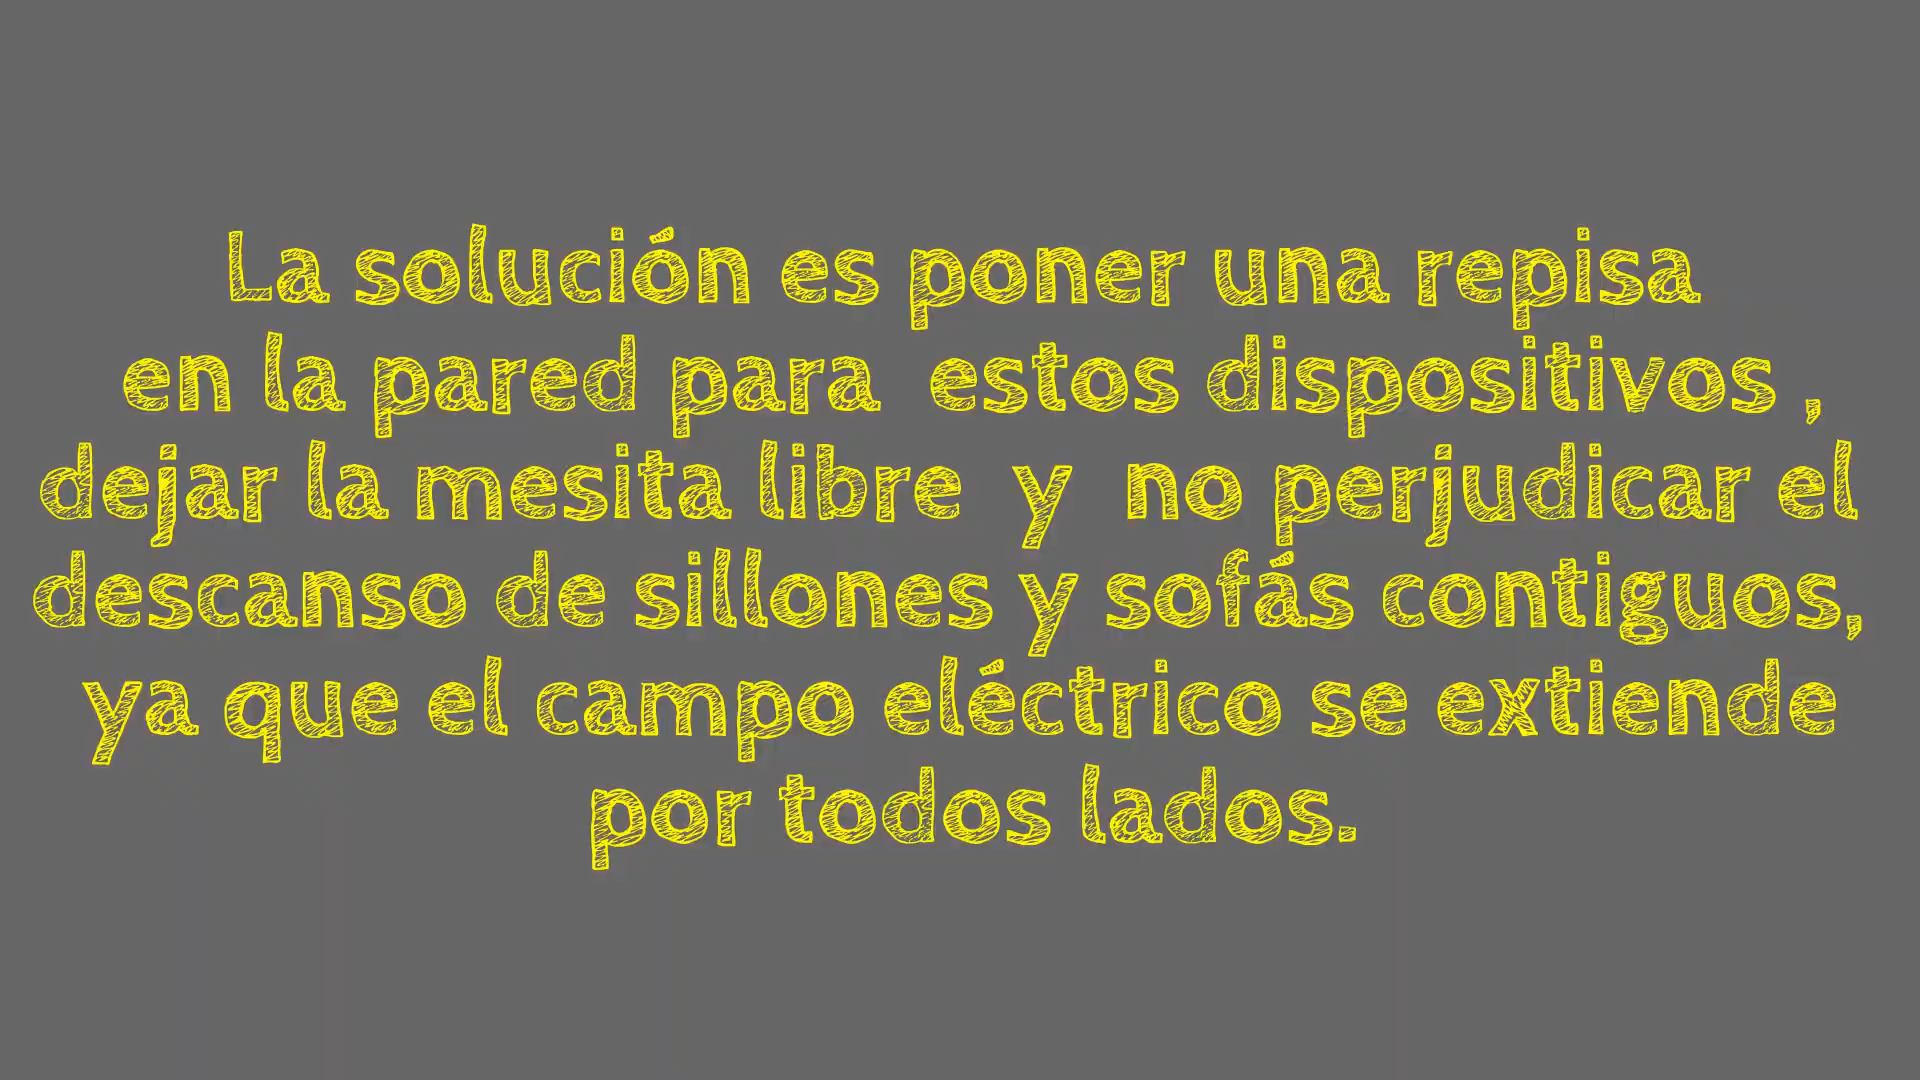 La solución es poner una repisa
en la pared para  estos dispositivos ,
dejar la mesita libre  y  no perjudicar el
descanso de sillones y sofás contiguos,
ya que el campo eléctrico se extiende
por todos lados.